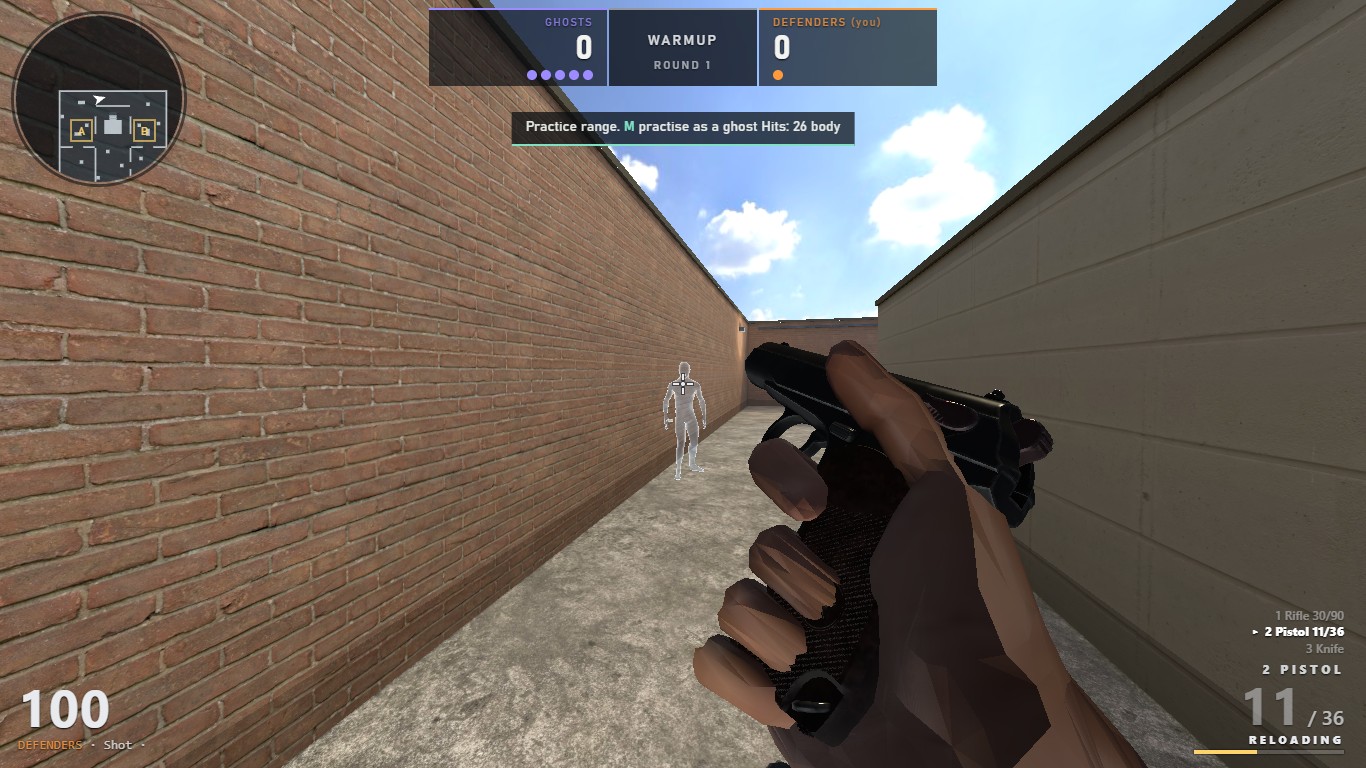 GHOSTS
0
WARMUP
ROUND 1
DEFENDERS (you)
0
Practice range. M practise as a ghost Hits: 26 body
A
B
1 Rifle 30/90
▸ 2 Pistol 11/36
3 Knife
2 PISTOL
11 / 36
RELOADING
100
DEFENDERS · Shot ·